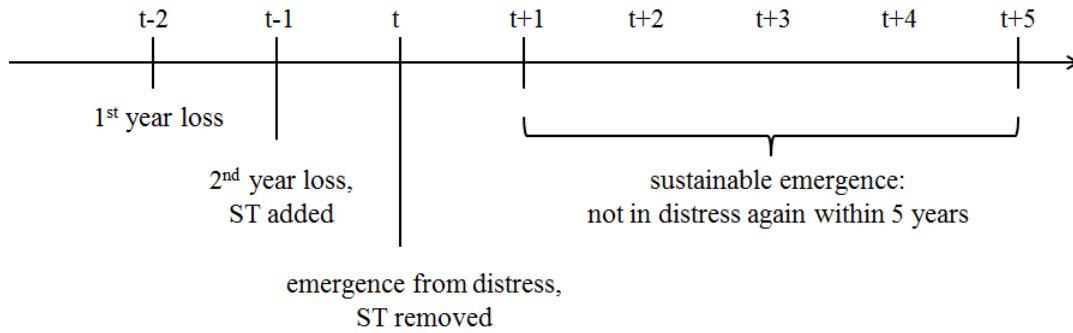 t-2 t-1 t t+1 t+2 t+3 t+4 t+5
1st year loss
2nd year loss,
ST added
sustainable emergence:
not in distress again within 5 years
emergence from distress,
ST removed